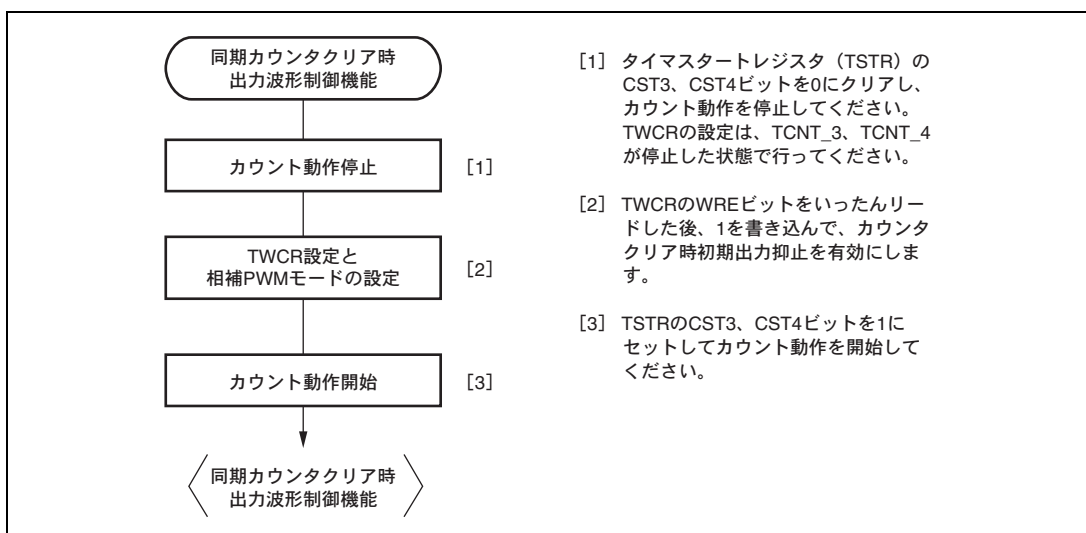 同期カウンタクリア時
出力波形制御機能
カウント動作停止
[1]
TWCR設定と
相補PWMモードの設定
[2]
カウント動作開始
[3]
同期カウンタクリア時
出力波形制御機能
[1] タイマスタートレジスタ（TSTR）の
CST3、CST4ビットを0にクリアし、
カウント動作を停止してください。
TWCRの設定は、TCNT_3、TCNT_4
が停止した状態で行ってください。
[2] TWCRのWREビットをいったんリー
ドした後、1を書き込んで、カウンタ
クリア時初期出力抑止を有効にしま
す。
[3] TSTRのCST3、CST4ビットを1に
セットしてカウント動作を開始して
ください。